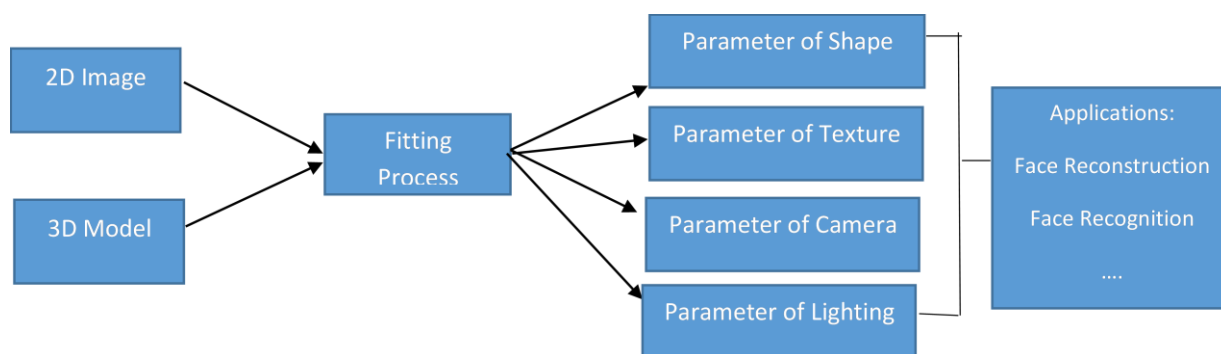 2D Image
3D Model
Fitting
Process
Parameter of Shape
Parameter of Texture
Parameter of Camera
Parameter of Lighting
Applications:
Face Reconstruction
Face Recognition
....